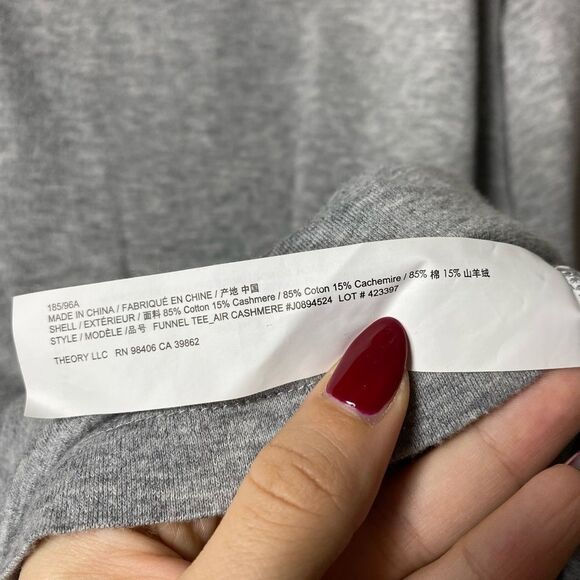 185/96A
MADE IN CHINA / FABRIQUÉ EN CHINE / 产地 中国
SHELL / EXTÉRIEUR / 面料 85% Cotton 15% Cashmere / 85% Coton 15% Cachemire / 85% 棉 15% 山羊绒
STYLE / MODÈLE /品号 FUNNEL TEE_AIR CASHMERE #J0894524 LOT # 423397
THEORY LLC RN 98406 CA 39862